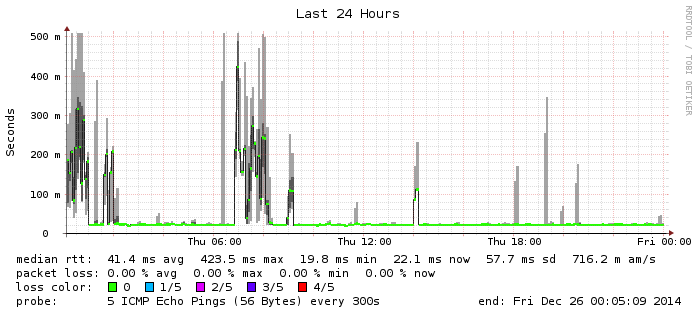 Last 24 Hours
RRDTOOL / TOBI OETIKER
Seconds
500 m
400 m
300 m
200 m
100 m
0
Thu 06:00 Thu 12:00 Thu 18:00 Fri 00:00
median rtt: 41.4 ms avg 423.5 ms max 19.8 ms min 22.1 ms now 57.7 ms sd 716.2 m am/s
packet loss: 0.00 % avg 0.00 % max 0.00 % min 0.00 % now
loss color: 0 1/5 2/5 3/5 4/5
probe: 5 ICMP Echo Pings (56 Bytes) every 300s end: Fri Dec 26 00:05:09 2014